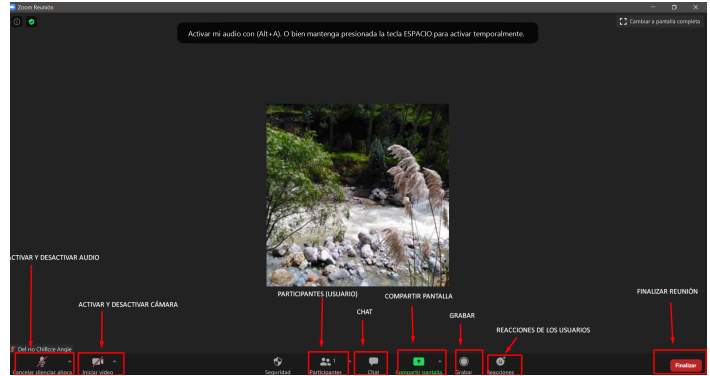 Zoom Reunión
Activar mi audio con (Alt+A). O bien mantenga presionada la tecla ESPACIO para activar temporalmente.
Cambiar a pantalla completa
ACTIVAR Y DESACTIVAR AUDIO
ACTIVAR Y DESACTIVAR CÁMARA
PARTICIPANTES (USUARIO)
CHAT
COMPARTIR PANTALLA
GRABAR
REACCIONES DE LOS USUARIOS
FINALIZAR REUNIÓN
Del rio Chillcce Angie
Cancelar silenciar ahora
Iniciar video
Seguridad
1
Participantes
Chat
Compartir pantalla
Grabar
Reacciones
Finalizar